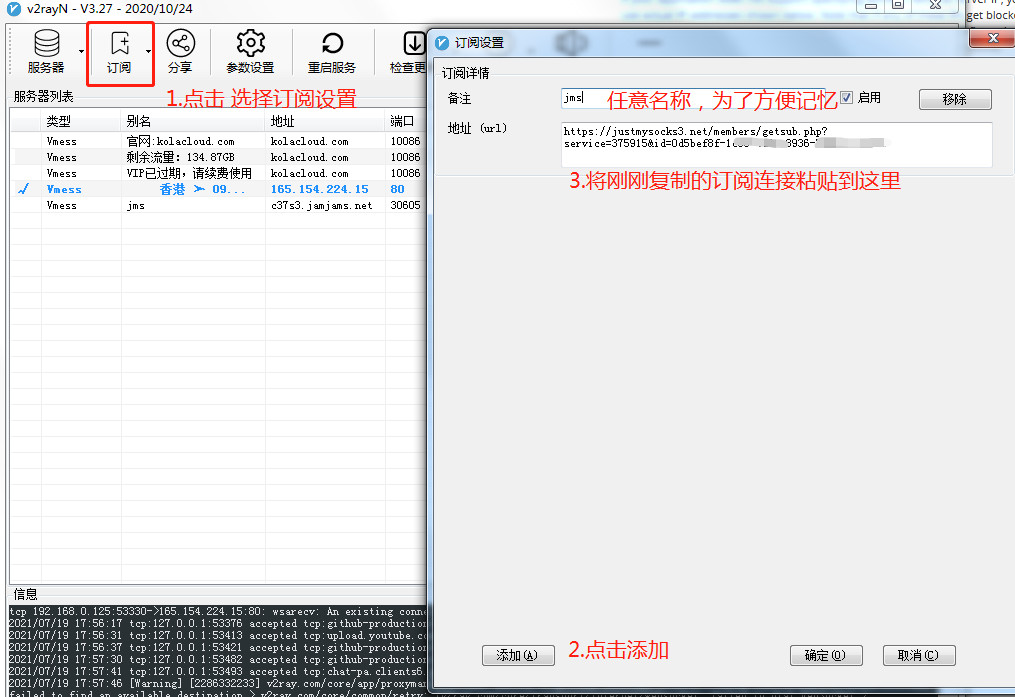 v2rayN - V3.27 - 2020/10/24
服务器
订阅
分享
参数设置
重启服务
检查更
1.点击 选择订阅设置
服务器列表
类型 别名 地址 端口
Vmess 官网:kolacloud.com kolacloud.com 10086
Vmess 剩余流量：134.87GB kolacloud.com 10086
Vmess VIP已过期，请续费使用 kolacloud.com 10086
Vmess 香港 ➣ 09... 165.154.224.15 80
Vmess jms c37s3.jamjams.net 30605
信息
tcp 192.168.0.125:53330->165.154.224.15:80: wsarecv: An existing conne
2021/07/19 17:56:17 tcp:127.0.0.1:53376 accepted tcp:github-production
2021/07/19 17:56:31 tcp:127.0.0.1:53413 accepted tcp:upload.youtube.co
2021/07/19 17:56:37 tcp:127.0.0.1:53421 accepted tcp:github-production
2021/07/19 17:57:30 tcp:127.0.0.1:53482 accepted tcp:github-production
2021/07/19 17:57:41 tcp:127.0.0.1:53493 accepted tcp:chat-pa.clients6.
2021/07/19 17:57:46 [Warning] [2286332233] v2ray.com/core/app/proxyman
failed to find an available destination > v2ray.com/core/common/retry
get blocke
订阅设置
订阅详情
备注
jms
任意名称，为了方便记忆
启用
移除
地址（url）
https://justmysocks3.net/members/getsub.php?
service=375915&id=0d5bef8f-1
8936-
3.将刚刚复制的订阅连接粘贴到这里
添加(A)
2.点击添加
确定(O)
取消(C)